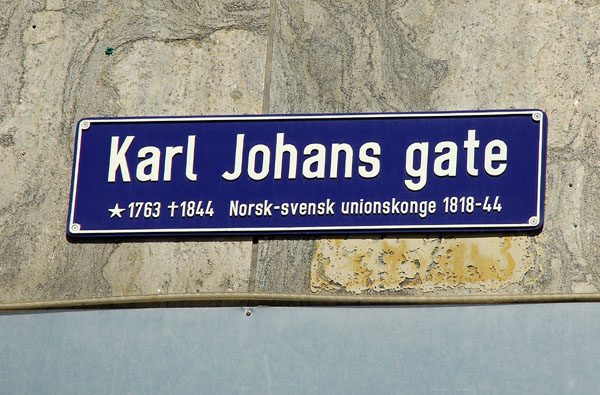 Karl Johans gate
★1763 †1844 Norsk-svensk unionskonge 1818-44